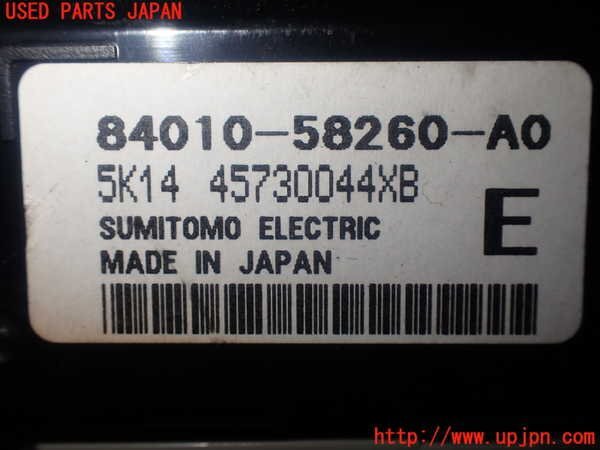 USED PARTS JAPAN
84010-58260-A0
5K14 45730044XB
SUMITOMO ELECTRIC
MADE IN JAPAN
E
http://www.upjpn.com/